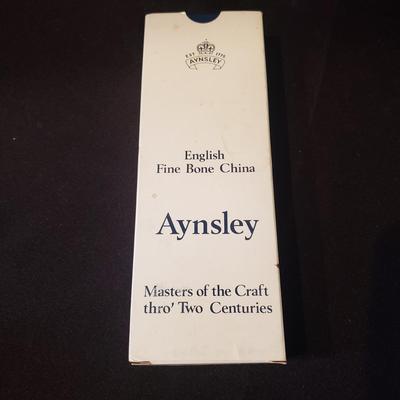 EST 1775
AYNSLEY
English
Fine Bone China
Aynsley
Masters of the Craft
thro' Two Centuries